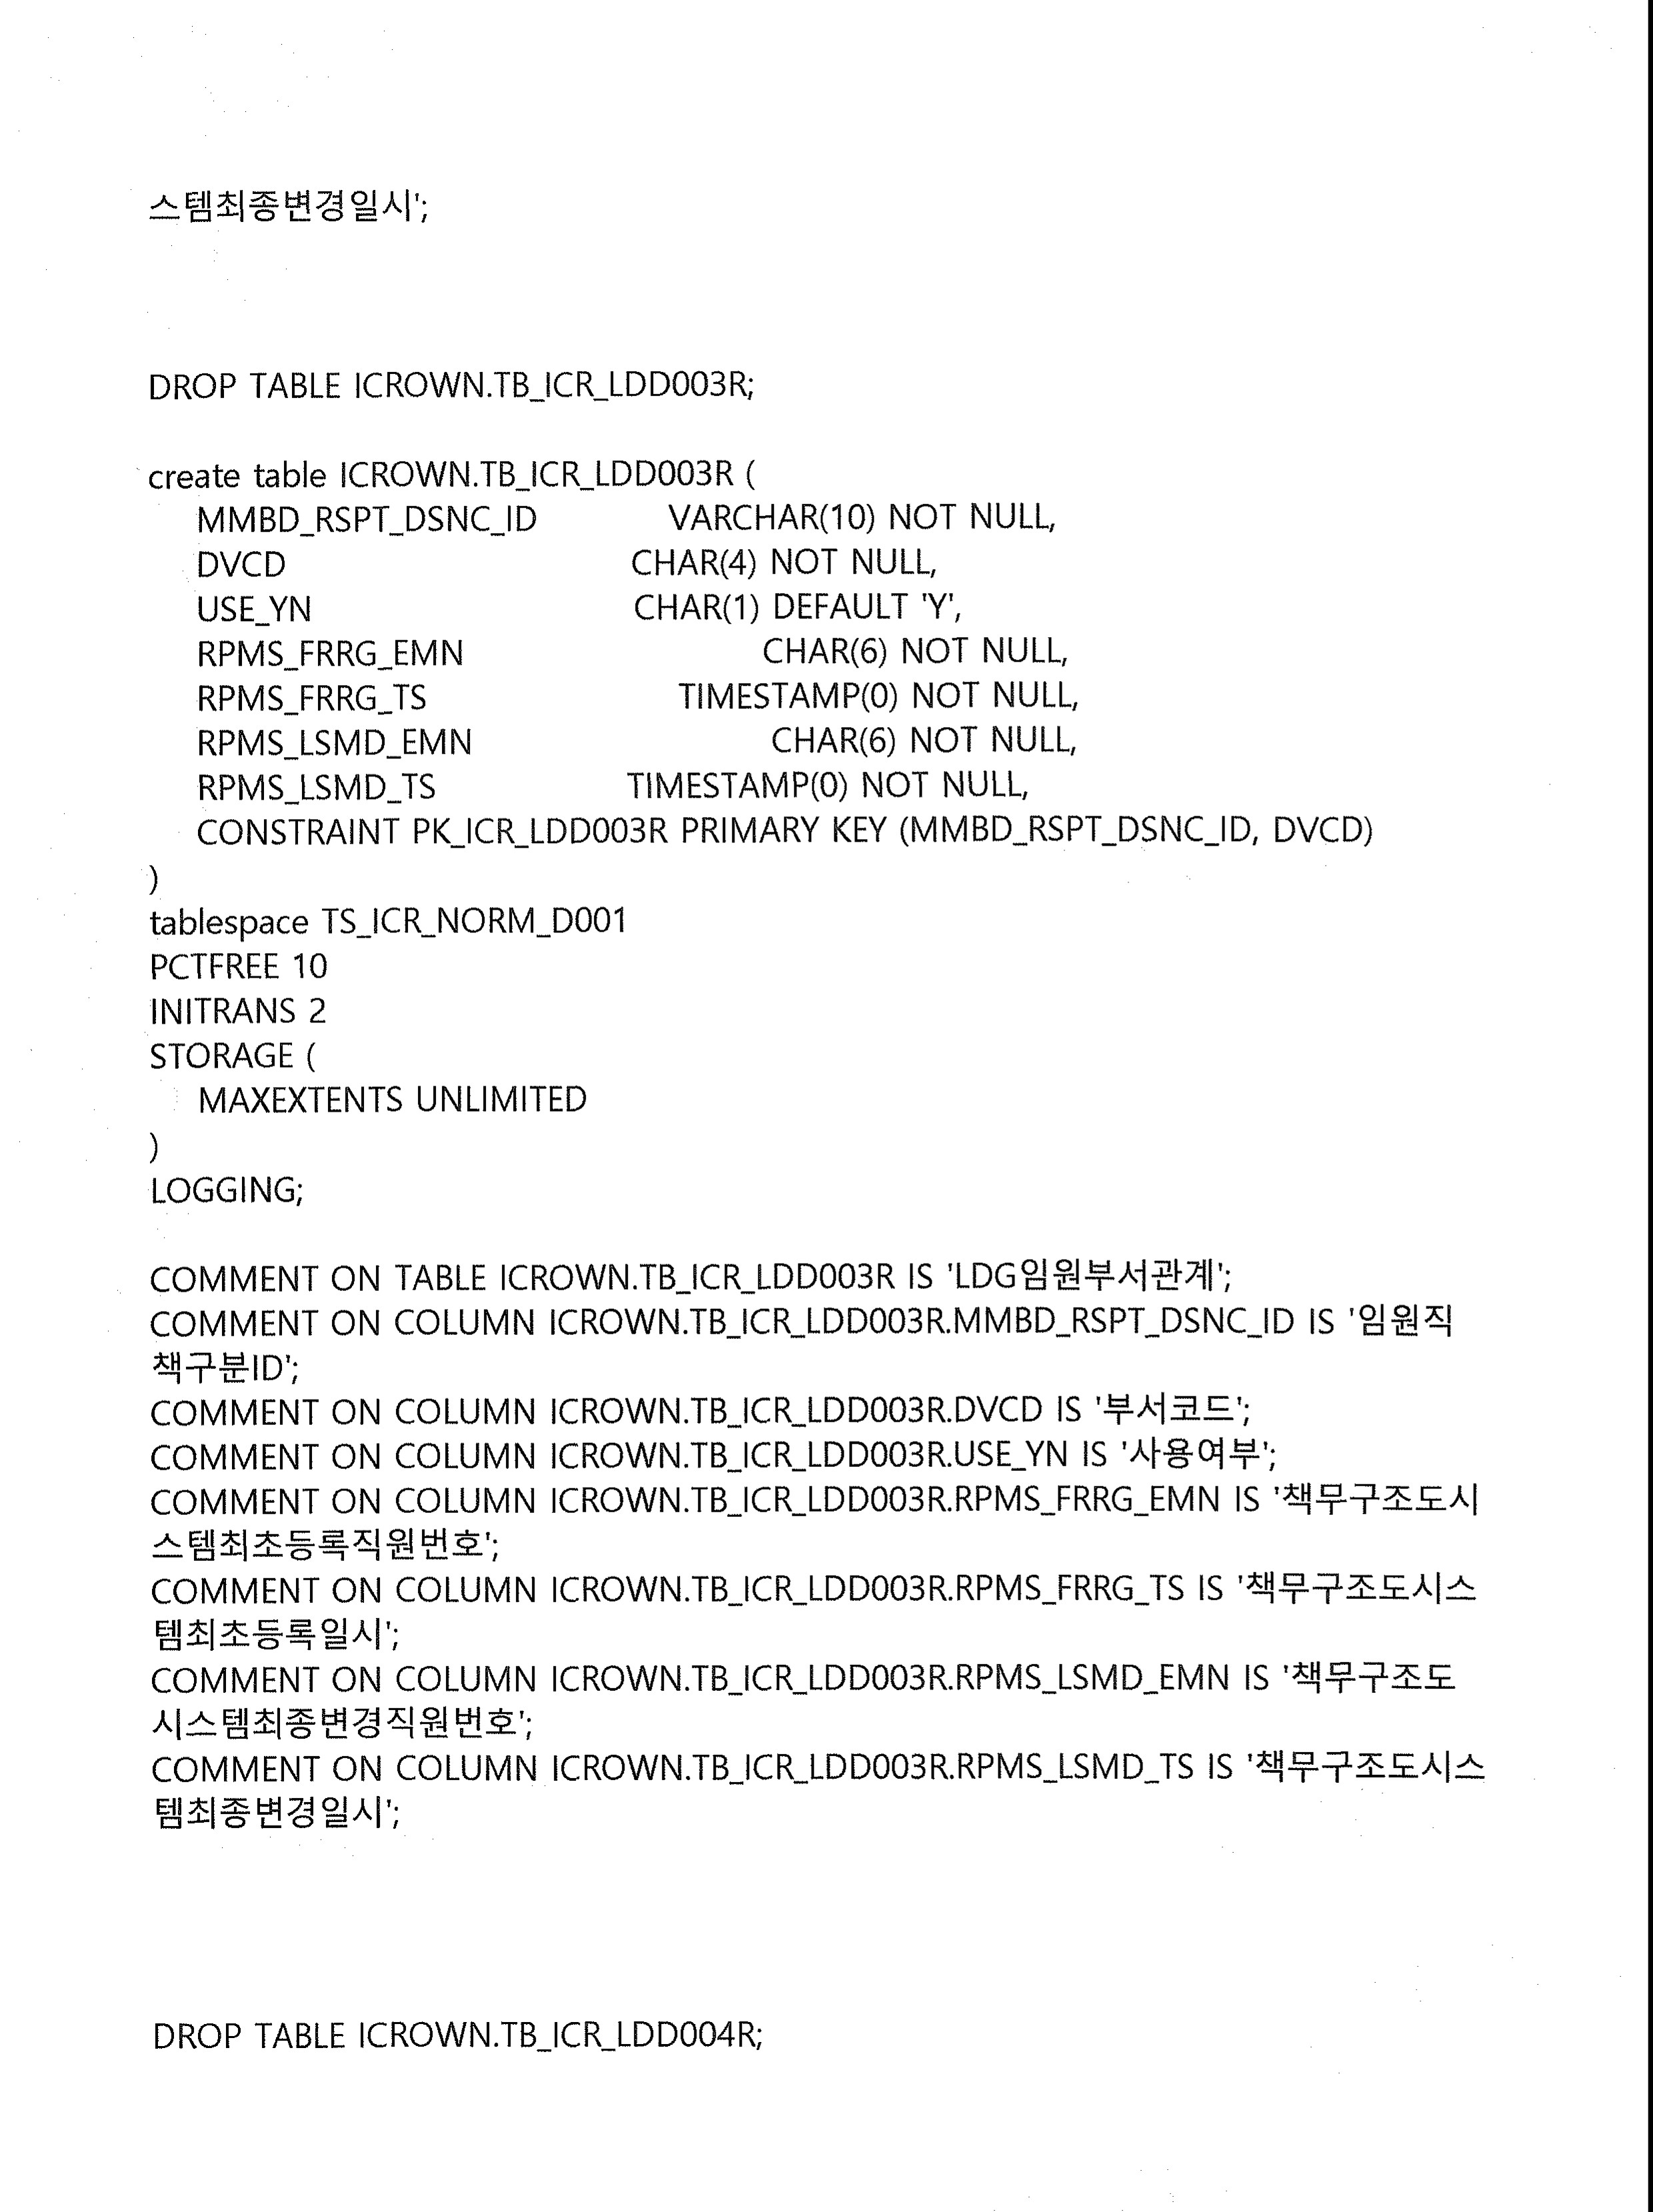 스템최종변경일시';
DROP TABLE ICROWN.TB_ICR_LDD003R;
create table ICROWN.TB_ICR_LDD003R (
MMBD_RSPT_DSNC_ID VARCHAR(10) NOT NULL,
DVCD CHAR(4) NOT NULL,
USE_YN CHAR(1) DEFAULT 'Y',
RPMS_FRRG_EMN CHAR(6) NOT NULL,
RPMS_FRRG_TS TIMESTAMP(0) NOT NULL,
RPMS_LSMD_EMN CHAR(6) NOT NULL,
RPMS_LSMD_TS TIMESTAMP(0) NOT NULL,
CONSTRAINT PK_ICR_LDD003R PRIMARY KEY (MMBD_RSPT_DSNC_ID, DVCD)
)
tablespace TS_ICR_NORM_D001
PCTFREE 10
INITRANS 2
STORAGE (
MAXEXTENTS UNLIMITED
)
LOGGING;
COMMENT ON TABLE ICROWN.TB_ICR_LDD003R IS 'LDG임원부서관계';
COMMENT ON COLUMN ICROWN.TB_ICR_LDD003R.MMBD_RSPT_DSNC_ID IS '임원직
책구분ID';
COMMENT ON COLUMN ICROWN.TB_ICR_LDD003R.DVCD IS '부서코드';
COMMENT ON COLUMN ICROWN.TB_ICR_LDD003R.USE_YN IS '사용여부';
COMMENT ON COLUMN ICROWN.TB_ICR_LDD003R.RPMS_FRRG_EMN IS '책무구조도시
스템최초등록직원번호';
COMMENT ON COLUMN ICROWN.TB_ICR_LDD003R.RPMS_FRRG_TS IS '책무구조도시스
템최초등록일시';
COMMENT ON COLUMN ICROWN.TB_ICR_LDD003R.RPMS_LSMD_EMN IS '책무구조도
시스템최종변경직원번호';
COMMENT ON COLUMN ICROWN.TB_ICR_LDD003R.RPMS_LSMD_TS IS '책무구조도시스
템최종변경일시';
DROP TABLE ICROWN.TB_ICR_LDD004R;